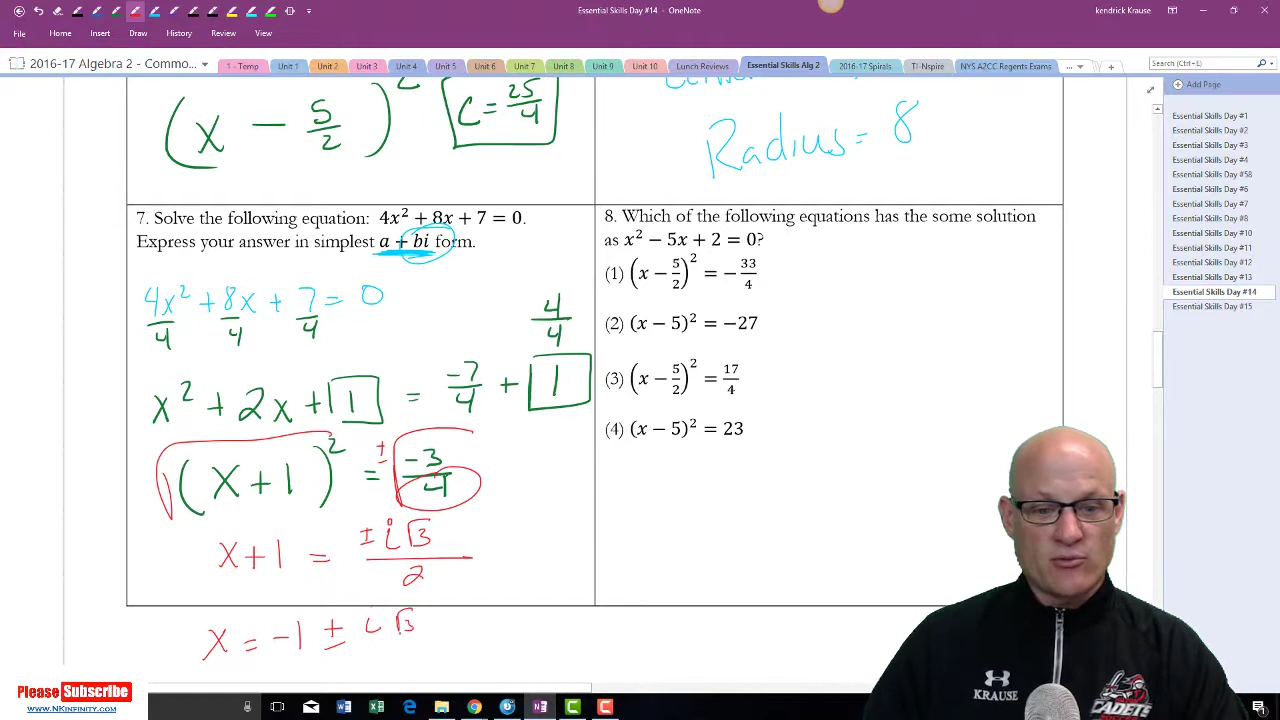 Essential Skills Day #14 - OneNote
kendrick Krause
File Home Insert Draw History Review View
2016-17 Algebra 2 - Commo...
1 - Temp Unit 1 Unit 2 Unit 3 Unit 4 Unit 5 Unit 6 Unit 7 Unit 8 Unit 9 Unit 10 Lunch Reviews Essential Skills Alg 2 2016-17 Spirals TI-Nspire NYS A2CC Regents Exams
Search (Ctrl+E)
Add Page
Essential Skills Day #1
Essential Skills Day #2
Essential Skills Day #3
Essential Skills Day #4
Essential Skills Day #58
Essential Skills Day #6
Essential Skills Day #7
Essential Skills Day #8
Essential Skills Day #9
Essential Skills Day #10
Essential Skills Day #11
Essential Skills Day #12
Essential Skills Day #13
Essential Skills Day #14
Essential Skills Day #15
(x - 5/2)² C = 25/4
Radius = 8
7. Solve the following equation: 4x² + 8x + 7 = 0.
Express your answer in simplest a + bi form.
4x²/4 + 8x/4 + 7/4 = 0
4/4
x² + 2x + 1 = -7/4 + 1
√(x+1)² = ±√(-3/4)
x+1 = ±i√3/2
x = -1 ± i√3
8. Which of the following equations has the some solution
as x² − 5x + 2 = 0?
(1) (x − 5/2)² = −33/4
(2) (x − 5)² = −27
(3) (x − 5/2)² = 17/4
(4) (x − 5)² = 23
Please Subscribe
www.NKinfinity.com
KRAUSE
CADETS